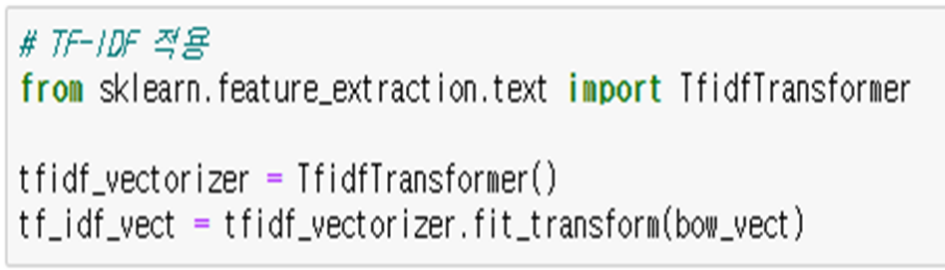 # TF-IDF 적용
from sklearn.feature_extraction.text import TfidfTransformer
tfidf_vectorizer = TfidfTransformer()
tf_idf_vect = tfidf_vectorizer.fit_transform(bow_vect)